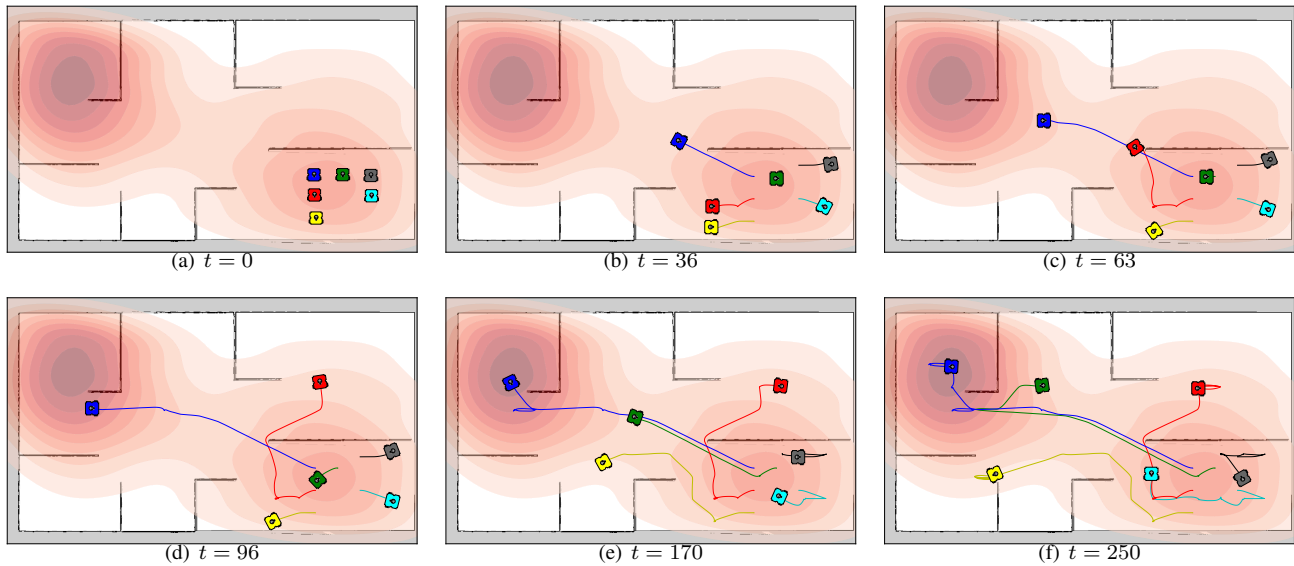 (a) t = 0
(b) t = 36
(c) t = 63
(d) t = 96
(e) t = 170
(f) t = 250